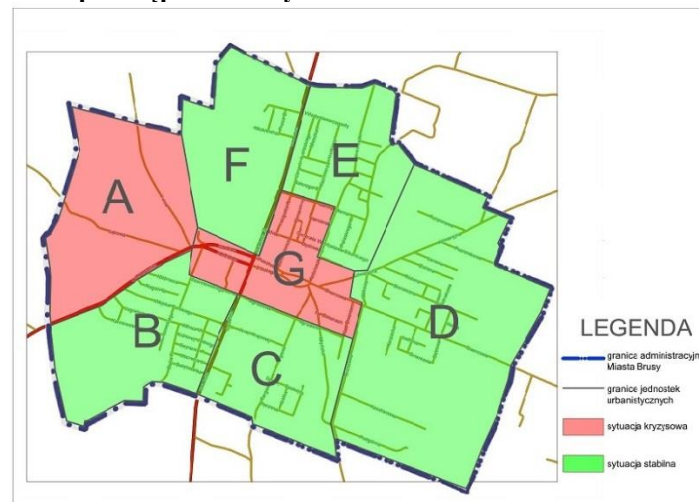 A
F
E
G
B
C
D
LEGENDA
granice administracyjn
Miasta Brusy
granice jednostek
urbanistycznych
sytuacja kryzysowa
sytuacja stabilna